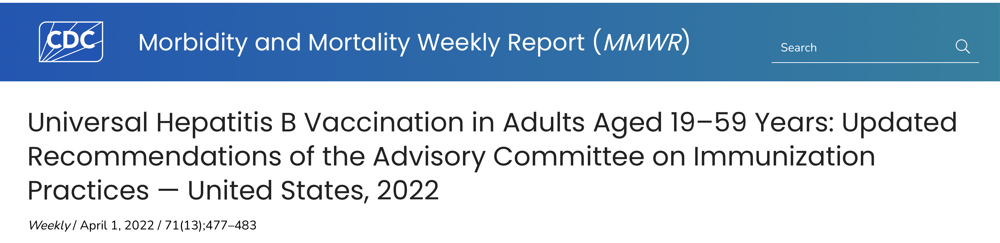 CDC
Morbidity and Mortality Weekly Report (MMWR)
Search
Universal Hepatitis B Vaccination in Adults Aged 19–59 Years: Updated
Recommendations of the Advisory Committee on Immunization
Practices — United States, 2022
Weekly / April 1, 2022 / 71(13);477–483